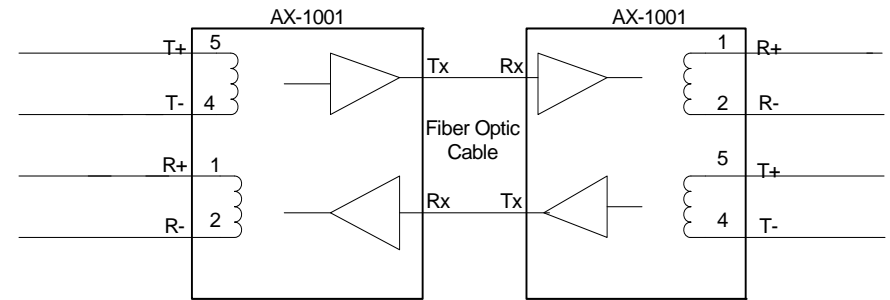 AX-1001 AX-1001
T+ 5 1 R+
Tx Rx
T- 4 2 R-
Fiber Optic
Cable
R+ 1 5 T+
Rx Tx
R- 2 4 T-